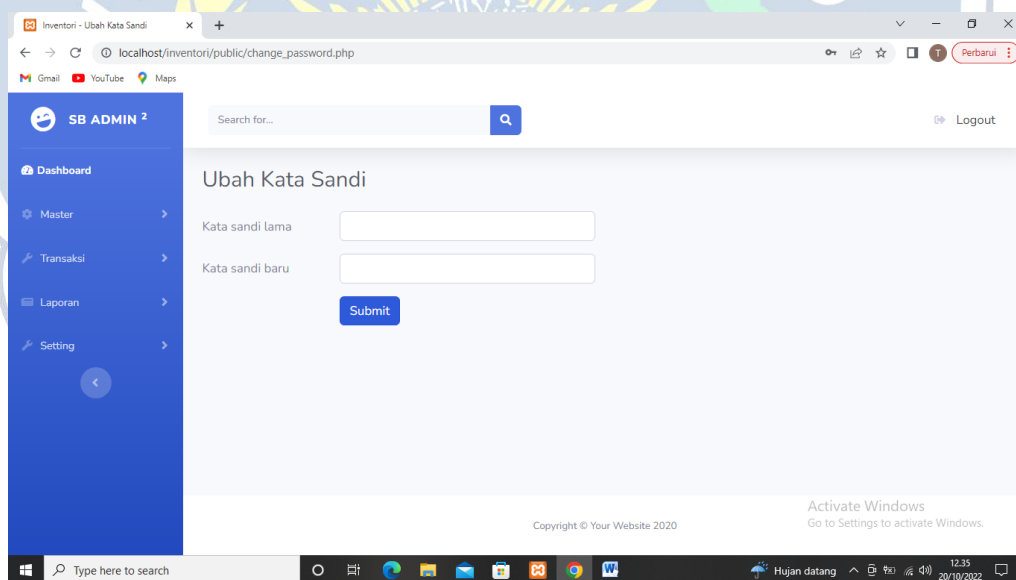 Inventori - Ubah Kata Sandi
localhost/inventori/public/change_password.php
T
Perbarui
Gmail
YouTube
Maps
SB ADMIN 2
Search for...
Logout
Dashboard
Master
Transaksi
Laporan
Setting
Ubah Kata Sandi
Kata sandi lama
Kata sandi baru
Submit
Copyright © Your Website 2020
Activate Windows
Go to Settings to activate Windows.
Type here to search
Hujan datang
12.35
20/10/2022